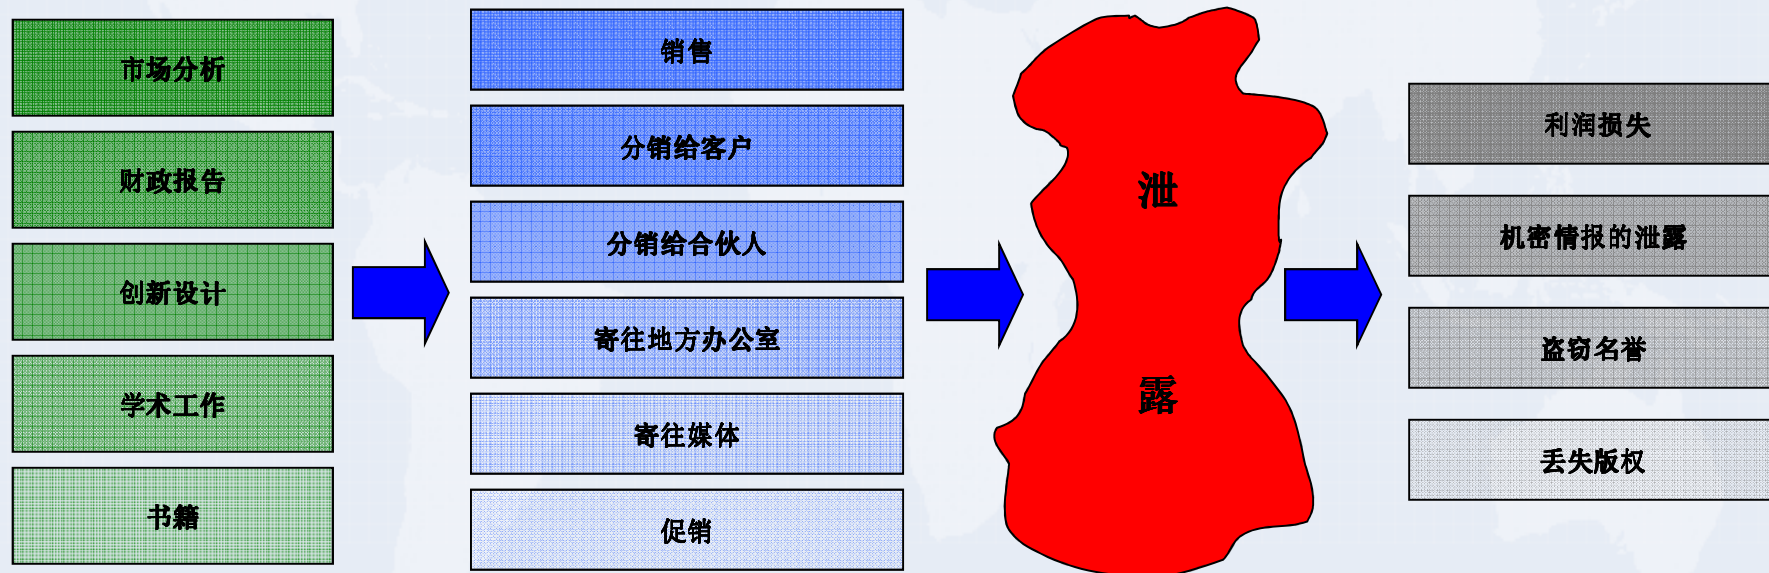 市场分析
财政报告
创新设计
学术工作
书籍
销售
分销给客户
分销给合伙人
寄往地方办公室
寄往媒体
促销
泄
露
利润损失
机密情报的泄露
盗窃名誉
丢失版权